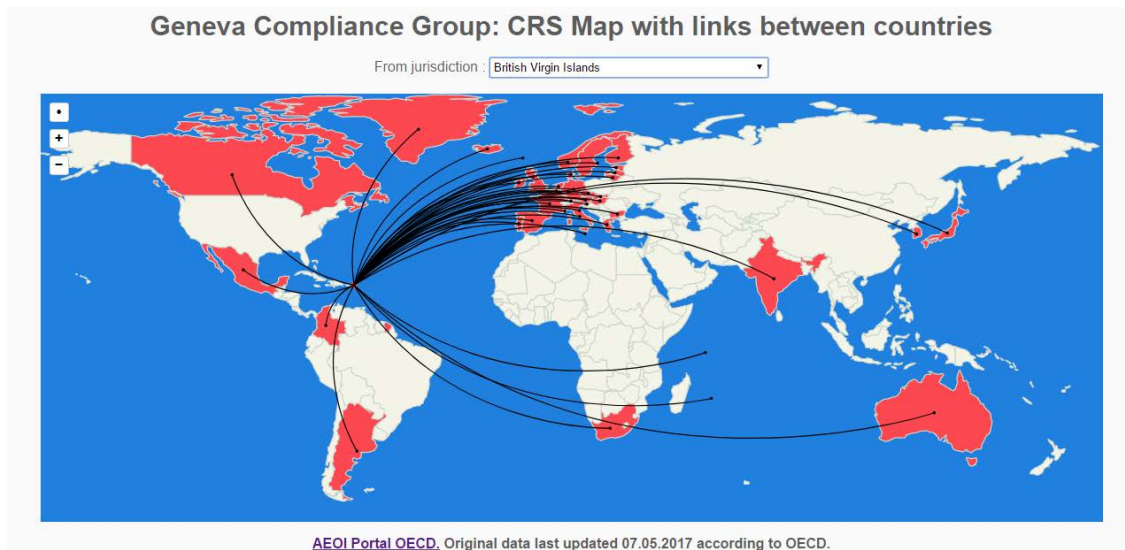 Geneva Compliance Group: CRS Map with links between countries
From jurisdiction : British Virgin Islands
•
+
−
AEOI Portal OECD. Original data last updated 07.05.2017 according to OECD.